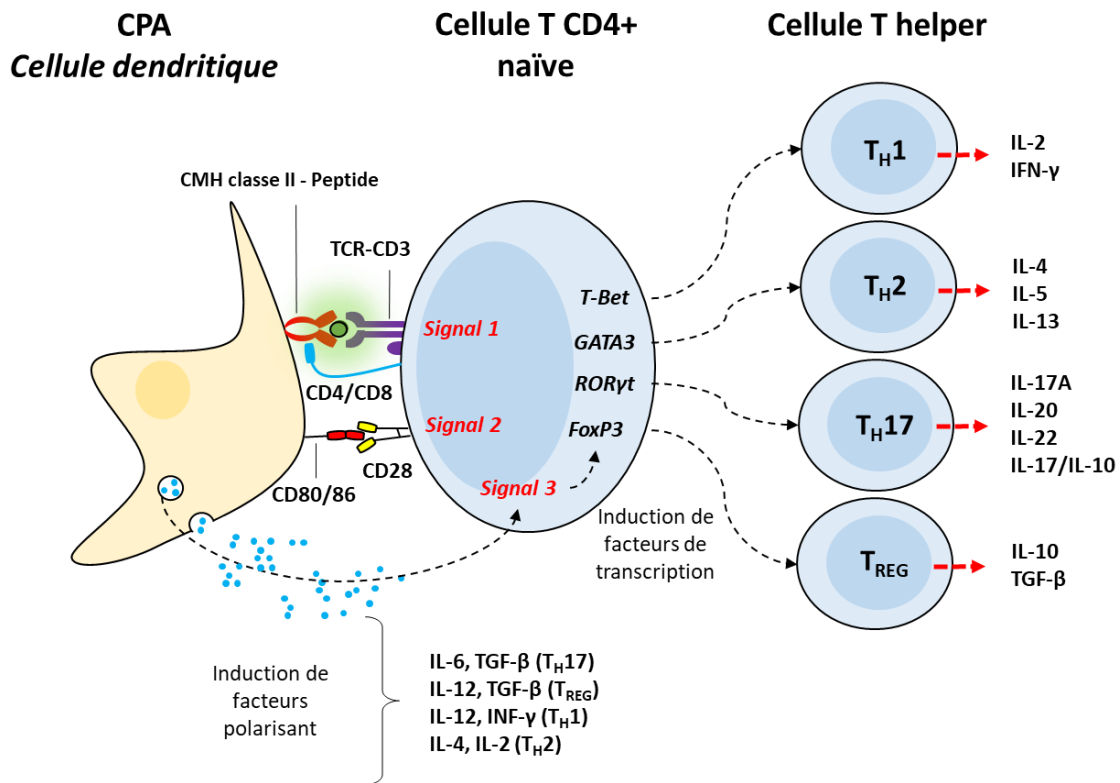 CPA
Cellule dendritique
Cellule T CD4+
naïve
Cellule T helper
CMH classe II - Peptide
TCR-CD3
Signal 1
CD4/CD8
Signal 2
CD28
CD80/86
Signal 3
T-Bet
GATA3
RORγt
FoxP3
Induction de
facteurs de
transcription
TH1
IL-2
IFN-γ
TH2
IL-4
IL-5
IL-13
TH17
IL-17A
IL-20
IL-22
IL-17/IL-10
TREG
IL-10
TGF-β
Induction de
facteurs
polarisant
IL-6, TGF-β (TH17)
IL-12, TGF-β (TREG)
IL-12, INF-γ (TH1)
IL-4, IL-2 (TH2)